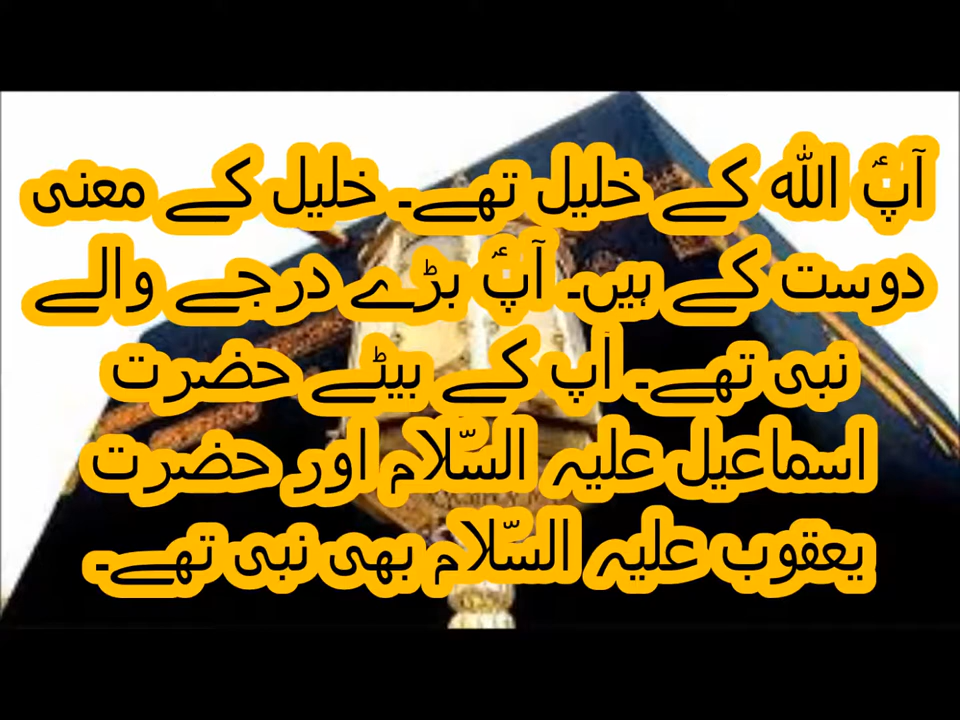 آپؑ اللہ کے خلیل تھے۔ خلیل کے معنی
دوست کے ہیں۔ آپؑ بڑے درجے والے
نبی تھے۔ آپ کے بیٹے حضرت
اسماعیل علیہ السّلام اور حضرت
یعقوب علیہ السّلام بھی نبی تھے۔